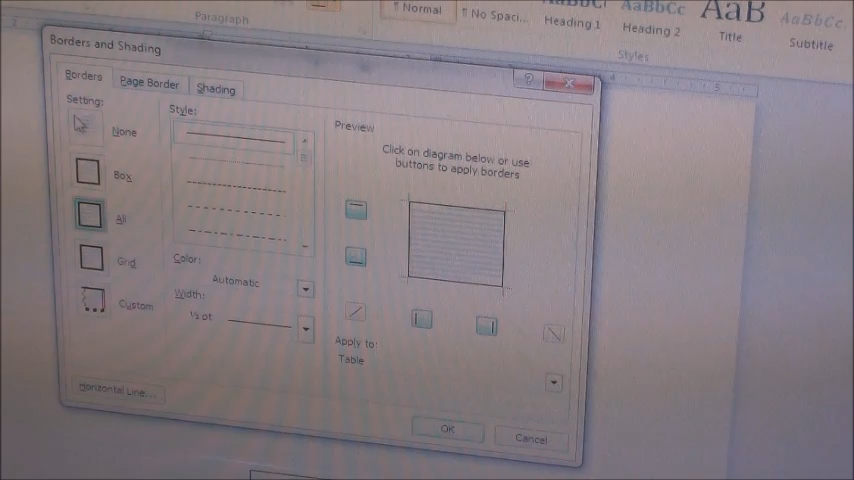 Paragraph
¶ Normal
¶ No Spaci...
Heading 1
AaBbCc
Heading 2
AaB
Title
AaBbCc.
Subtitle
Styles
Borders and Shading
Borders
Page Border
Shading
Setting:
None
Box
All
Grid
Custom
Style:
Color:
Automatic
Width:
½ pt
Preview
Click on diagram below or use
buttons to apply borders
Apply to:
Table
Horizontal Line...
OK
Cancel